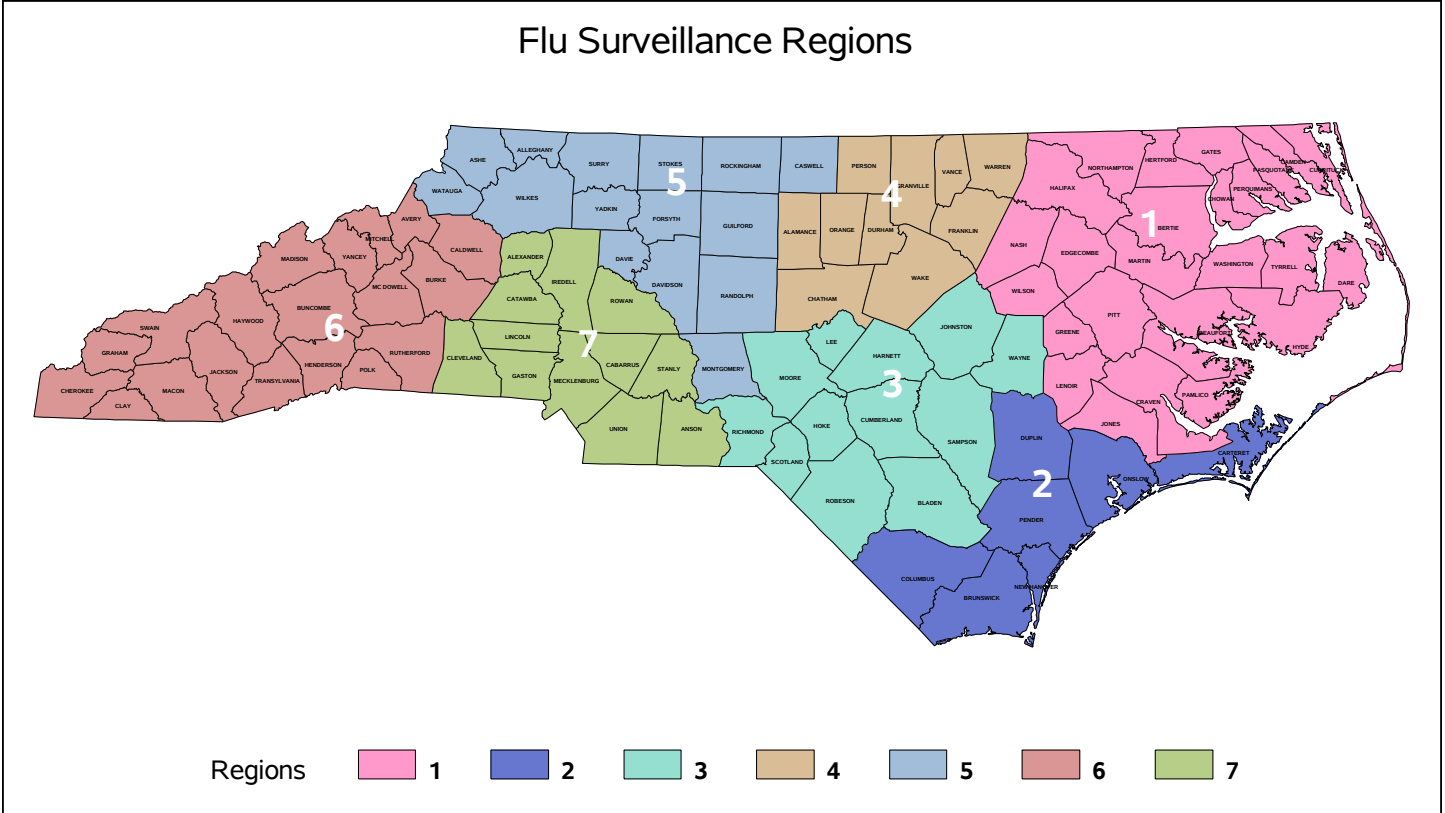 Flu Surveillance Regions
ALLEGHANY
ASHE
SURRY
STOKES
ROCKINGHAM
CASWELL
PERSON
GRANVILLE
VANCE
WARREN
NORTHAMPTON
HERTFORD
GATES
CAMDEN
PASQUOTANK
CURRITUCK
5
4
1
WATAUGA
WILKES
YADKIN
FORSYTH
GUILFORD
ALAMANCE
ORANGE
DURHAM
FRANKLIN
HALIFAX
BERTIE
CHOWAN
PERQUIMANS
AVERY
MITCHELL
CALDWELL
MADISON
YANCEY
MC DOWELL
BURKE
ALEXANDER
IREDELL
DAVIE
DAVIDSON
RANDOLPH
CHATHAM
WAKE
NASH
EDGECOMBE
MARTIN
WASHINGTON
TYRRELL
DARE
CATAWBA
ROWAN
WILSON
PITT
BUNCOMBE
HAYWOOD
SWAIN
6
7
LINCOLN
LEE
HARNETT
JOHNSTON
WAYNE
GREENE
BEAUFORT
HYDE
GRAHAM
JACKSON
HENDERSON
POLK
RUTHERFORD
CLEVELAND
GASTON
MECKLENBURG
CABARRUS
STANLY
MONTGOMERY
MOORE
3
LENOIR
CRAVEN
PAMLICO
CHEROKEE
CLAY
MACON
TRANSYLVANIA
UNION
ANSON
RICHMOND
HOKE
CUMBERLAND
SAMPSON
DUPLIN
JONES
CARTERET
SCOTLAND
ROBESON
BLADEN
2
ONSLOW
PENDER
COLUMBUS
BRUNSWICK
NEW HANOVER
Regions 1 2 3 4 5 6 7